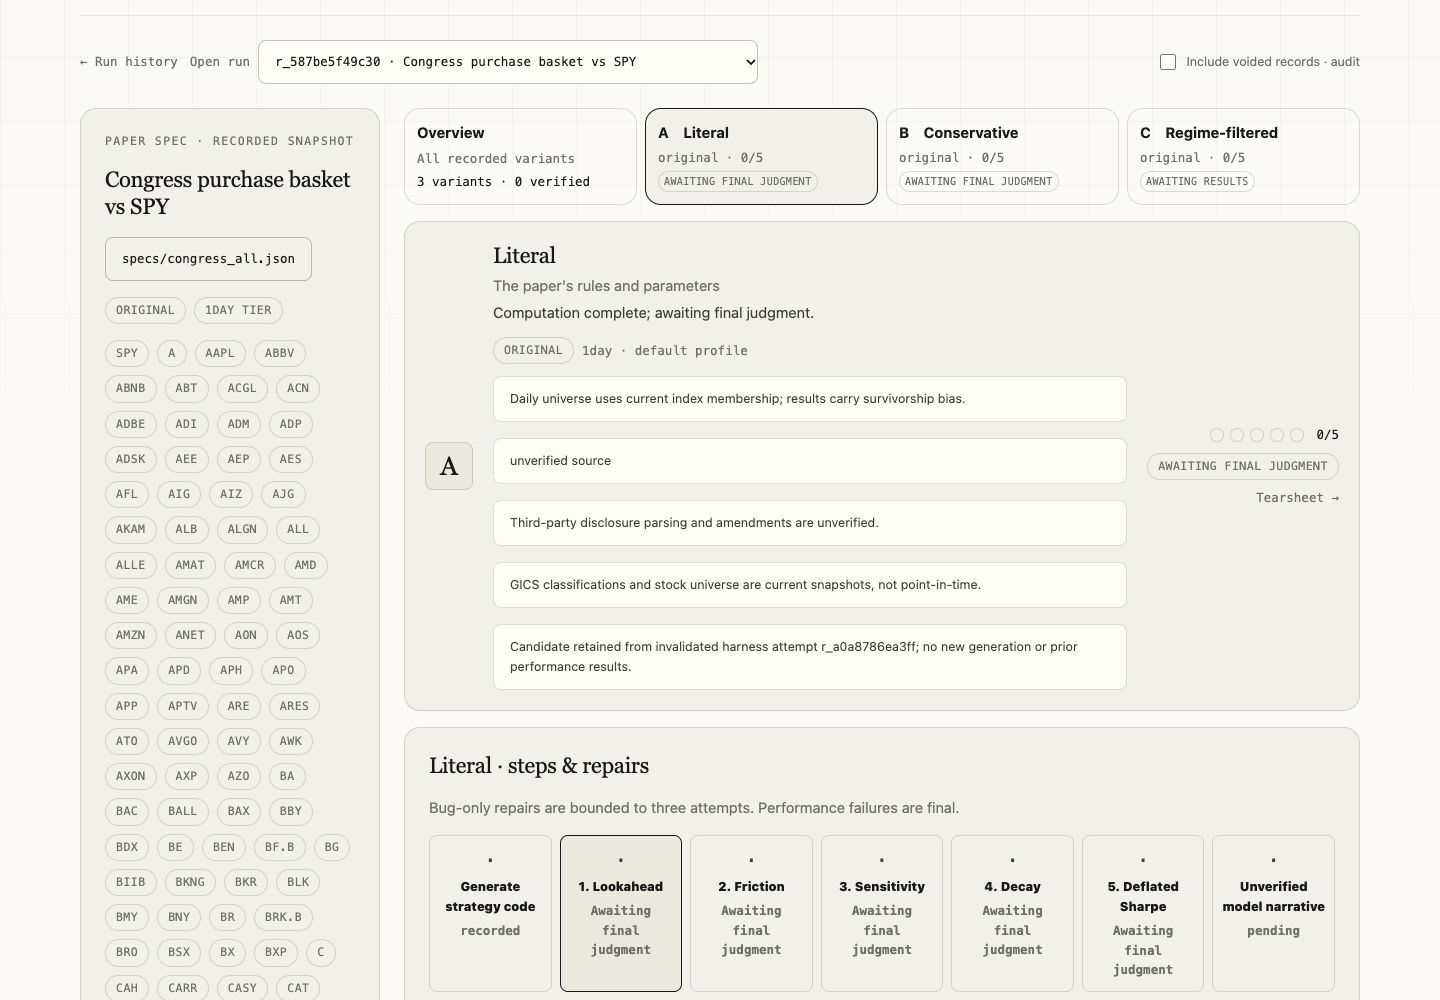 ← Run history
Open run
r_587be5f49c30 · Congress purchase basket vs SPY
Include voided records · audit
PAPER SPEC · RECORDED SNAPSHOT
Congress purchase basket
vs SPY
specs/congress_all.json
ORIGINAL
1DAY TIER
SPY A AAPL ABBV
ABNB ABT ACGL ACN
ADBE ADI ADM ADP
ADSK AEE AEP AES
AFL AIG AIZ AJG
AKAM ALB ALGN ALL
ALLE AMAT AMCR AMD
AME AMGN AMP AMT
AMZN ANET AON AOS
APA APD APH APO
APP APTV ARE ARES
ATO AVGO AVY AWK
AXON AXP AZO BA
BAC BALL BAX BBY
BDX BE BEN BF.B BG
BIIB BKNG BKR BLK
BMY BNY BR BRK.B
BRO BSX BX BXP C
CAH CARR CASY CAT
Overview
All recorded variants
3 variants · 0 verified
A Literal
original · 0/5
AWAITING FINAL JUDGMENT
B Conservative
original · 0/5
AWAITING FINAL JUDGMENT
C Regime-filtered
original · 0/5
AWAITING RESULTS
A
Literal
The paper's rules and parameters
Computation complete; awaiting final judgment.
ORIGINAL 1day · default profile
Daily universe uses current index membership; results carry survivorship bias.
unverified source
Third-party disclosure parsing and amendments are unverified.
GICS classifications and stock universe are current snapshots, not point-in-time.
Candidate retained from invalidated harness attempt r_a0a8786ea3ff; no new generation or prior
performance results.
0/5
AWAITING FINAL JUDGMENT
Tearsheet →
Literal · steps & repairs
Bug-only repairs are bounded to three attempts. Performance failures are final.
·
Generate
strategy code
recorded
·
1. Lookahead
Awaiting
final
judgment
·
2. Friction
Awaiting
final
judgment
·
3. Sensitivity
Awaiting
final
judgment
·
4. Decay
Awaiting
final
judgment
·
5. Deflated
Sharpe
Awaiting
final
judgment
·
Unverified
model narrative
pending